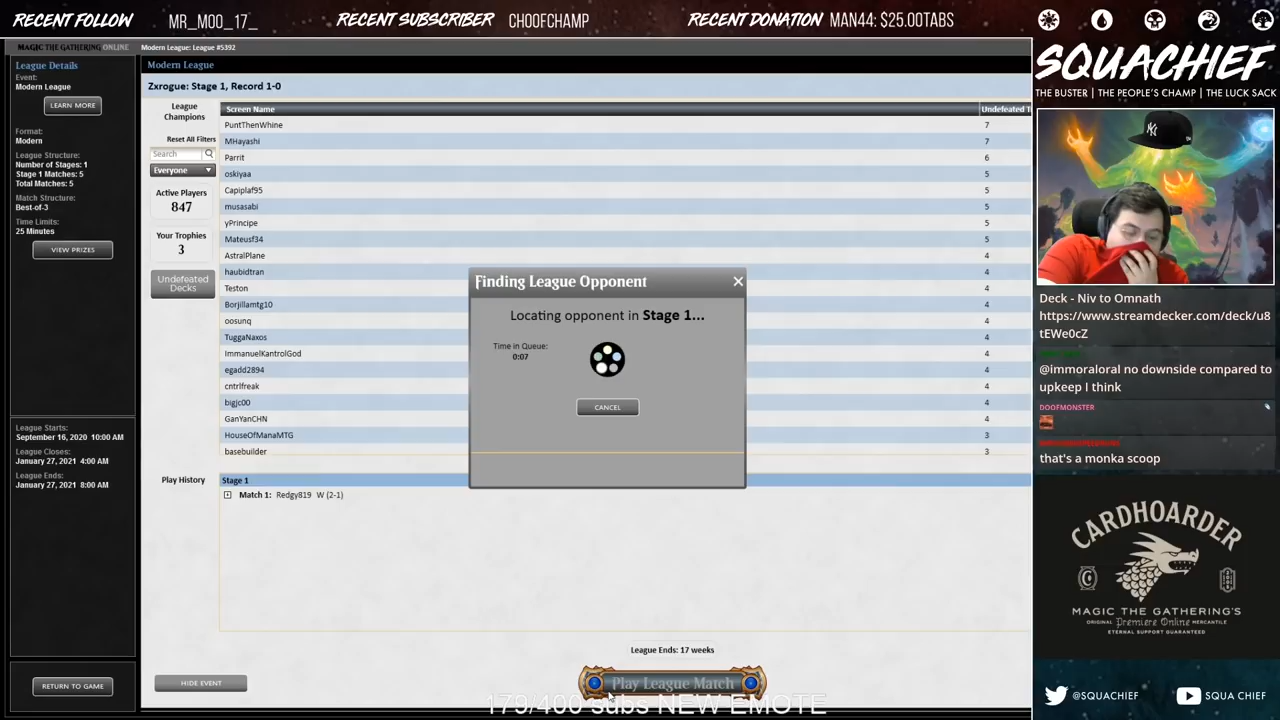 RECENT FOLLOW MR_MOO_17_ RECENT SUBSCRIBER CHOOFCHAMP RECENT DONATION MAN44: $25.00TABS
MAGIC THE GATHERING ONLINE
Modern League: League #5392
League Details
Event:
Modern League
LEARN MORE
Format:
Modern
League Structure:
Number of Stages: 1
Stage 1 Matches: 5
Total Matches: 5
Match Structure:
Best-of-3
Time Limits:
25 Minutes
VIEW PRIZES
League Starts:
September 16, 2020 10:00 AM
League Closes:
January 27, 2021 4:00 AM
League Ends:
January 27, 2021 8:00 AM
RETURN TO GAME
Modern League
Zxrogue: Stage 1, Record 1-0
League
Champions
Reset All Filters
Search
Everyone
Active Players
847
Your Trophies
3
Undefeated
Decks
Screen Name Undefeated T
PuntThenWhine 7
MHayashi 7
Parrit 6
oskiyaa 5
Capiplaf95 5
musasabi 5
yPrincipe 5
Mateusf34 5
AstralPlane 4
haubidtran 4
Teston 4
Borjillamtg10 4
oosunq 4
TuggaNaxos 4
ImmanuelKantrolGod 4
egadd2894 4
cntrlfreak 4
bigjc00 4
GanYanCHN 4
HouseOfManaMTG 3
basebuilder 3
Finding League Opponent
Locating opponent in Stage 1...
Time in Queue:
0:07
CANCEL
Play History
Stage 1
Match 1: Redgy819 W (2-1)
League Ends: 17 weeks
HIDE EVENT
Play League Match
179/400 subs NEW EMOTE
SQUACHIEF
THE BUSTER | THE PEOPLE'S CHAMP | THE LUCK SACK
Deck - Niv to Omnath
https://www.streamdecker.com/deck/u8
tEWe0cZ
@immoraloral no downside compared to
upkeep I think
DOOFMONSTER
that's a monka scoop
CARDHOARDER
MAGIC THE GATHERING'S
ORIGINAL Premiere Online MERCANTILE
ETERNAL SUPPORT GUARANTEED
@SQUACHIEF
SQUA CHIEF